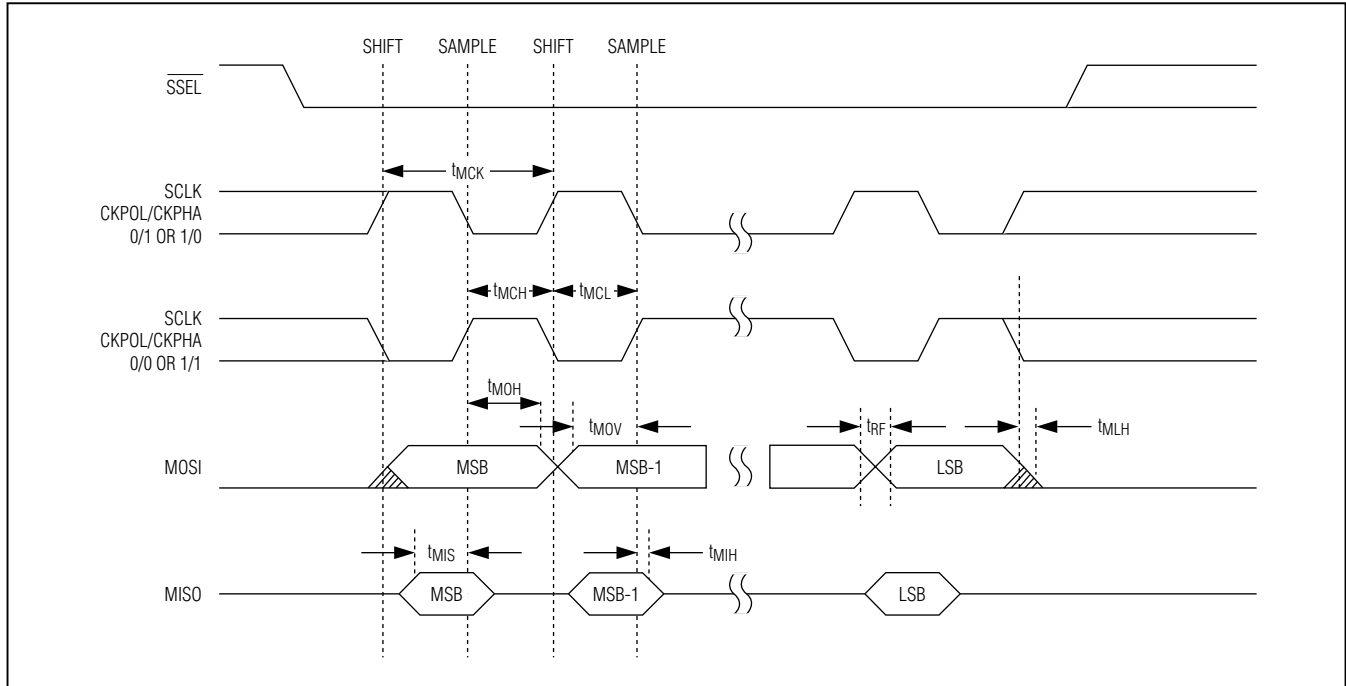 SHIFT SAMPLE SHIFT SAMPLE
SSEL
tMCK
SCLK
CKPOL/CKPHA
0/1 OR 1/0
tMCH tMCL
SCLK
CKPOL/CKPHA
0/0 OR 1/1
tMOH
tMOV tRF tMLH
MOSI MSB MSB-1 LSB
tMIS tMIH
MISO MSB MSB-1 LSB